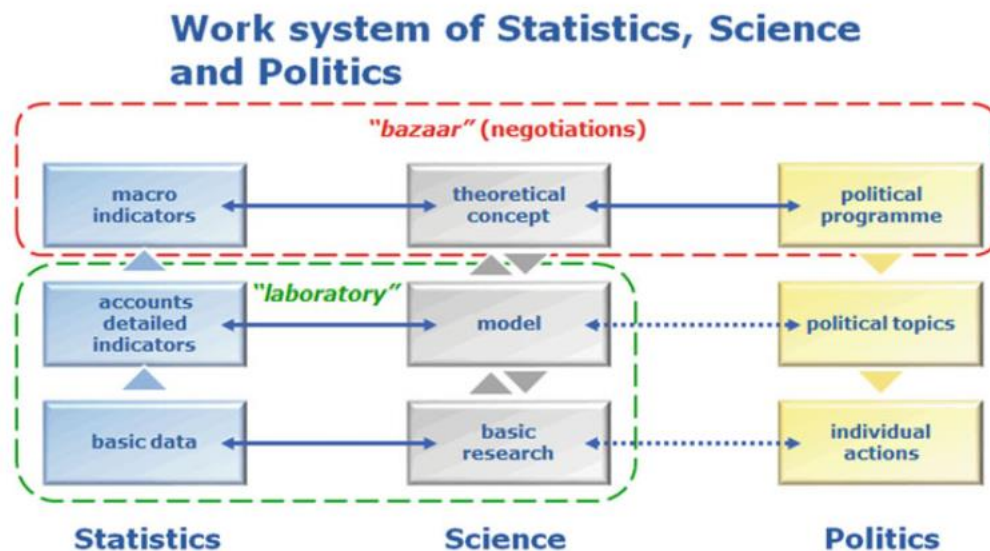 Work system of Statistics, Science
and Politics
"bazaar" (negotiations)
macro
indicators
theoretical
concept
political
programme
"laboratory"
accounts
detailed
indicators
model
political topics
basic data
basic
research
individual
actions
Statistics
Science
Politics